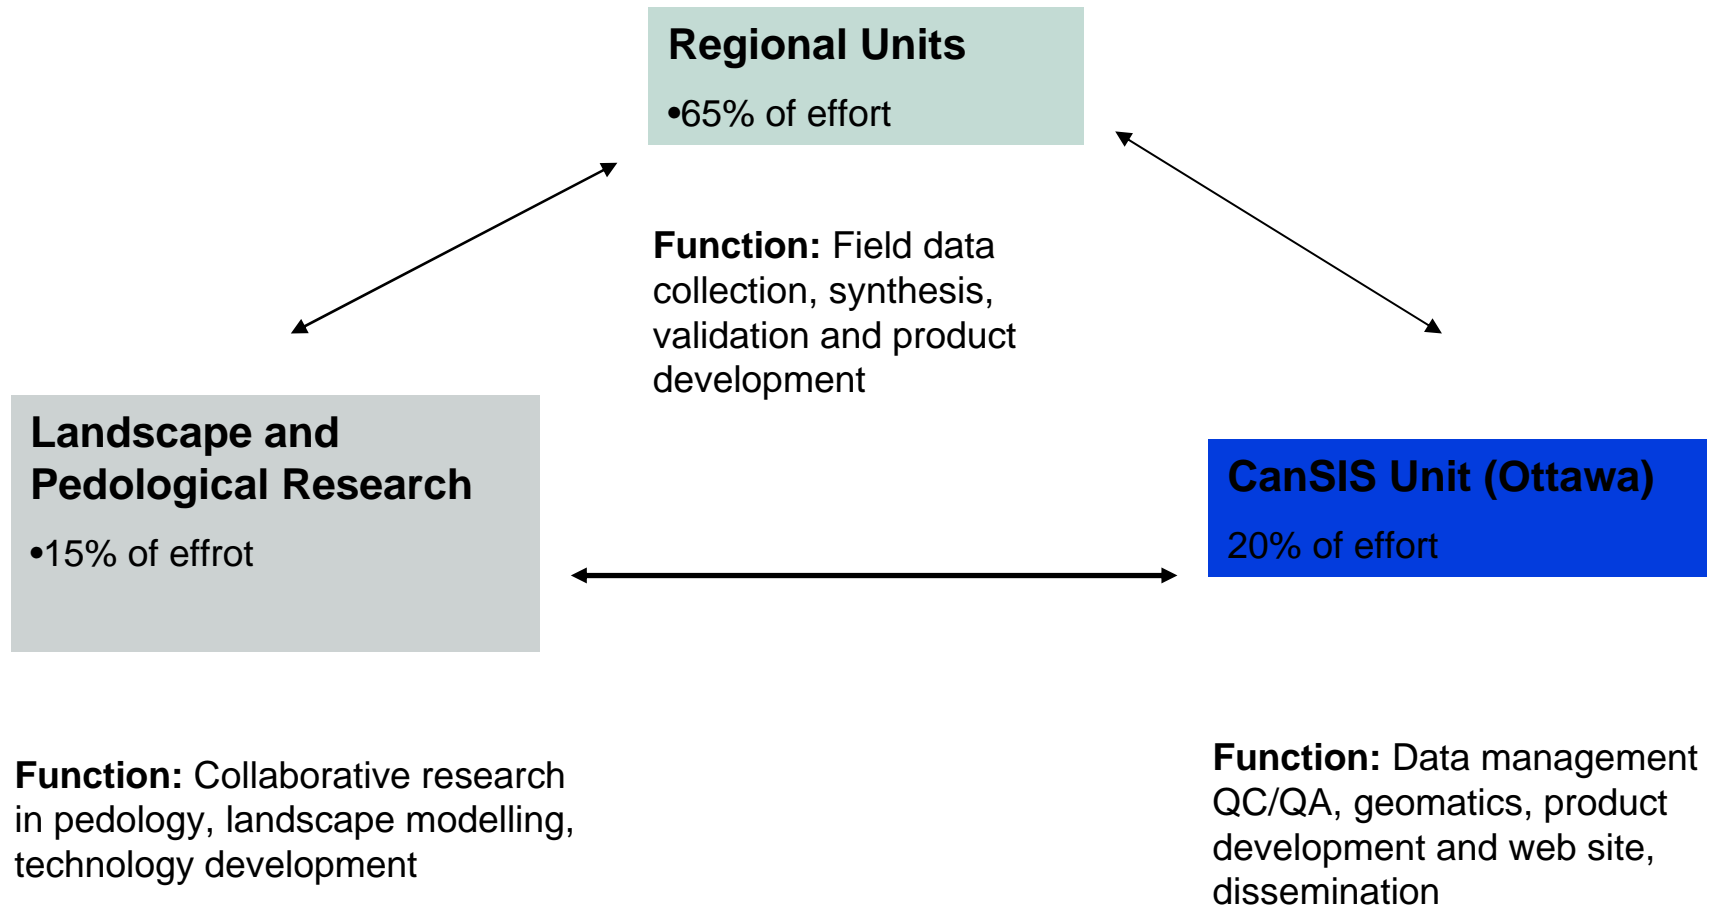 Regional Units
•65% of effort
Function: Field data
collection, synthesis,
validation and product
development
Landscape and
Pedological Research
•15% of effrot
CanSIS Unit (Ottawa)
20% of effort
Function: Collaborative research
in pedology, landscape modelling,
technology development
Function: Data management
QC/QA, geomatics, product
development and web site,
dissemination